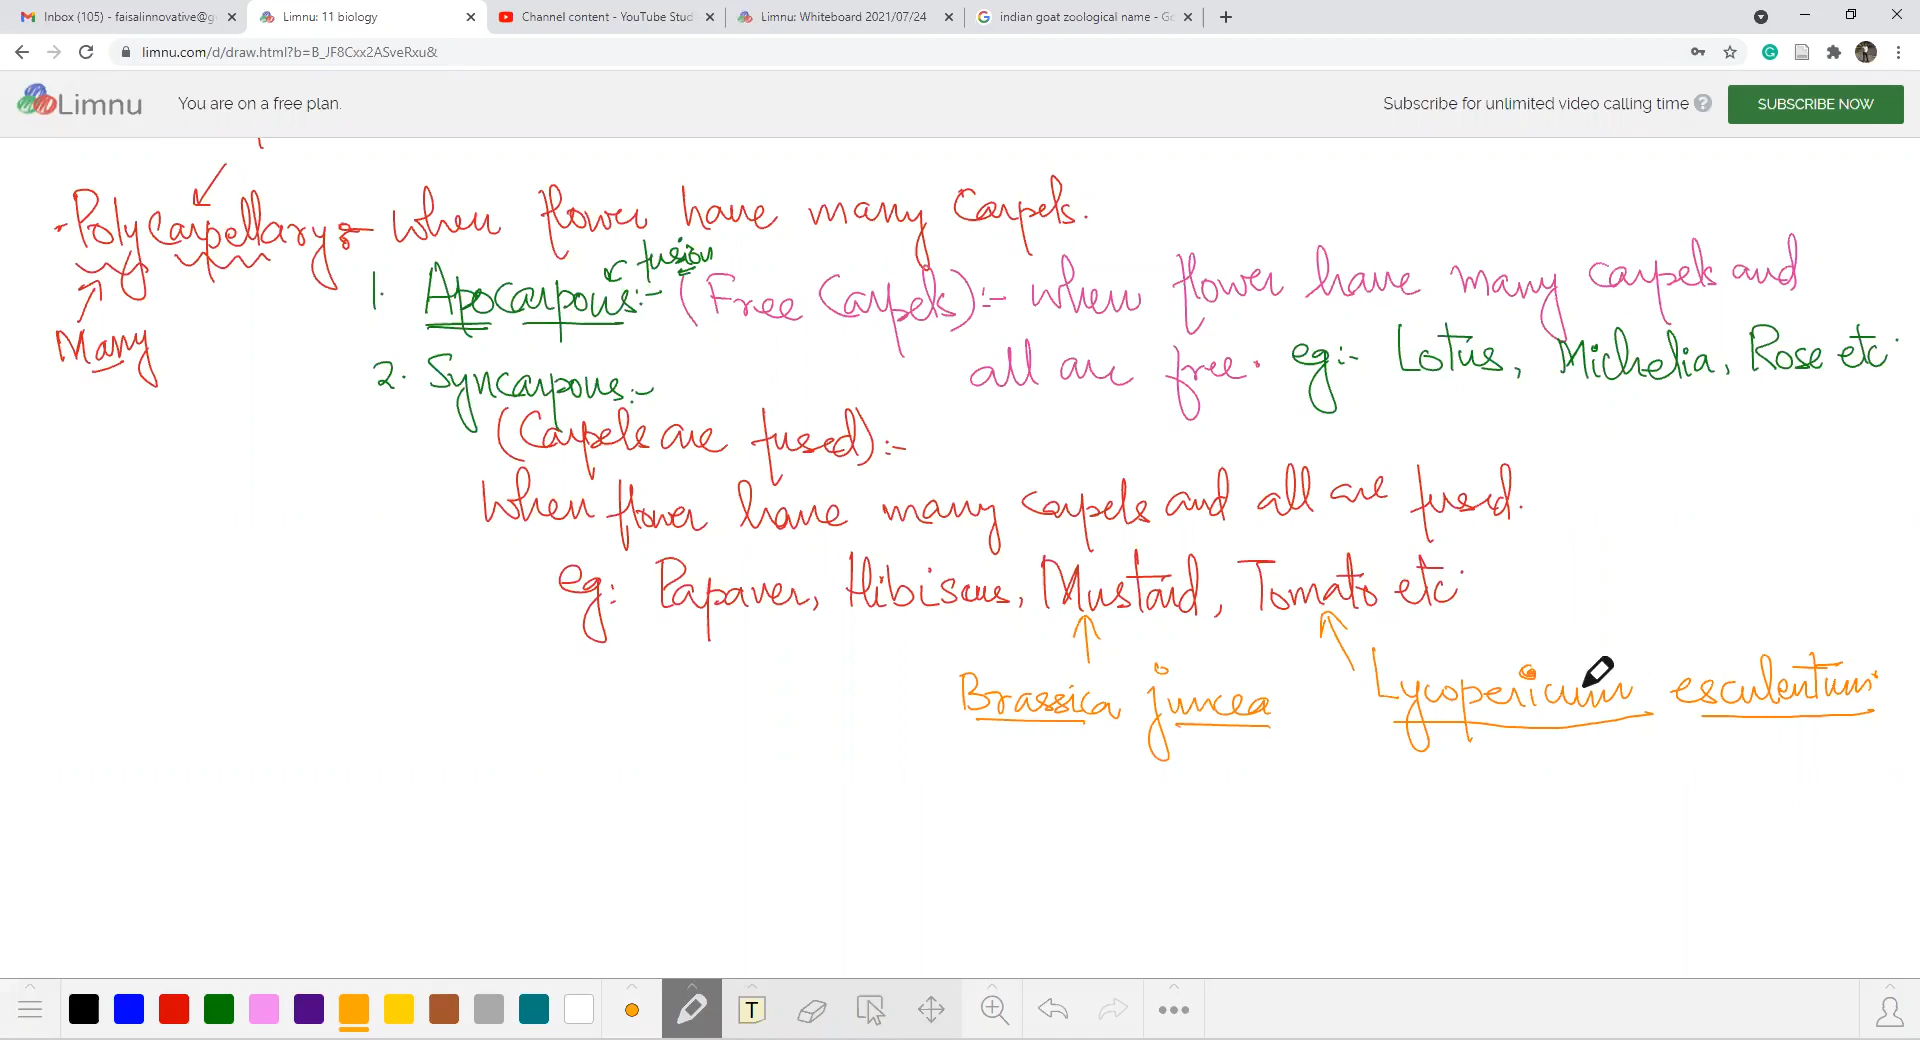 Inbox (105) - faisalinnovative@g
Limnu: 11 biology
Channel content - YouTube Stud
Limnu: Whiteboard 2021/07/24
indian goat zoological name - Go
limnu.com/d/draw.html?b=B_JF8Cxx2ASveRxu&
Limnu
You are on a free plan.
Subscribe for unlimited video calling time ?
SUBSCRIBE NOW
Polycarpellary:- When flower have many Carpels.
Many
fusion
1. Apocarpous:- (Free Carpels):- When flower have many carpels and
all are free. eg:- Lotus, Michelia, Rose etc.
2. Syncarpous:-
(Carpels are fused):-
When flower have many carpels and all are fused.
eg: Papaver, Hibiscus, Mustard, Tomato etc.
Brassica juncea
Lycopericum esculentum.
T